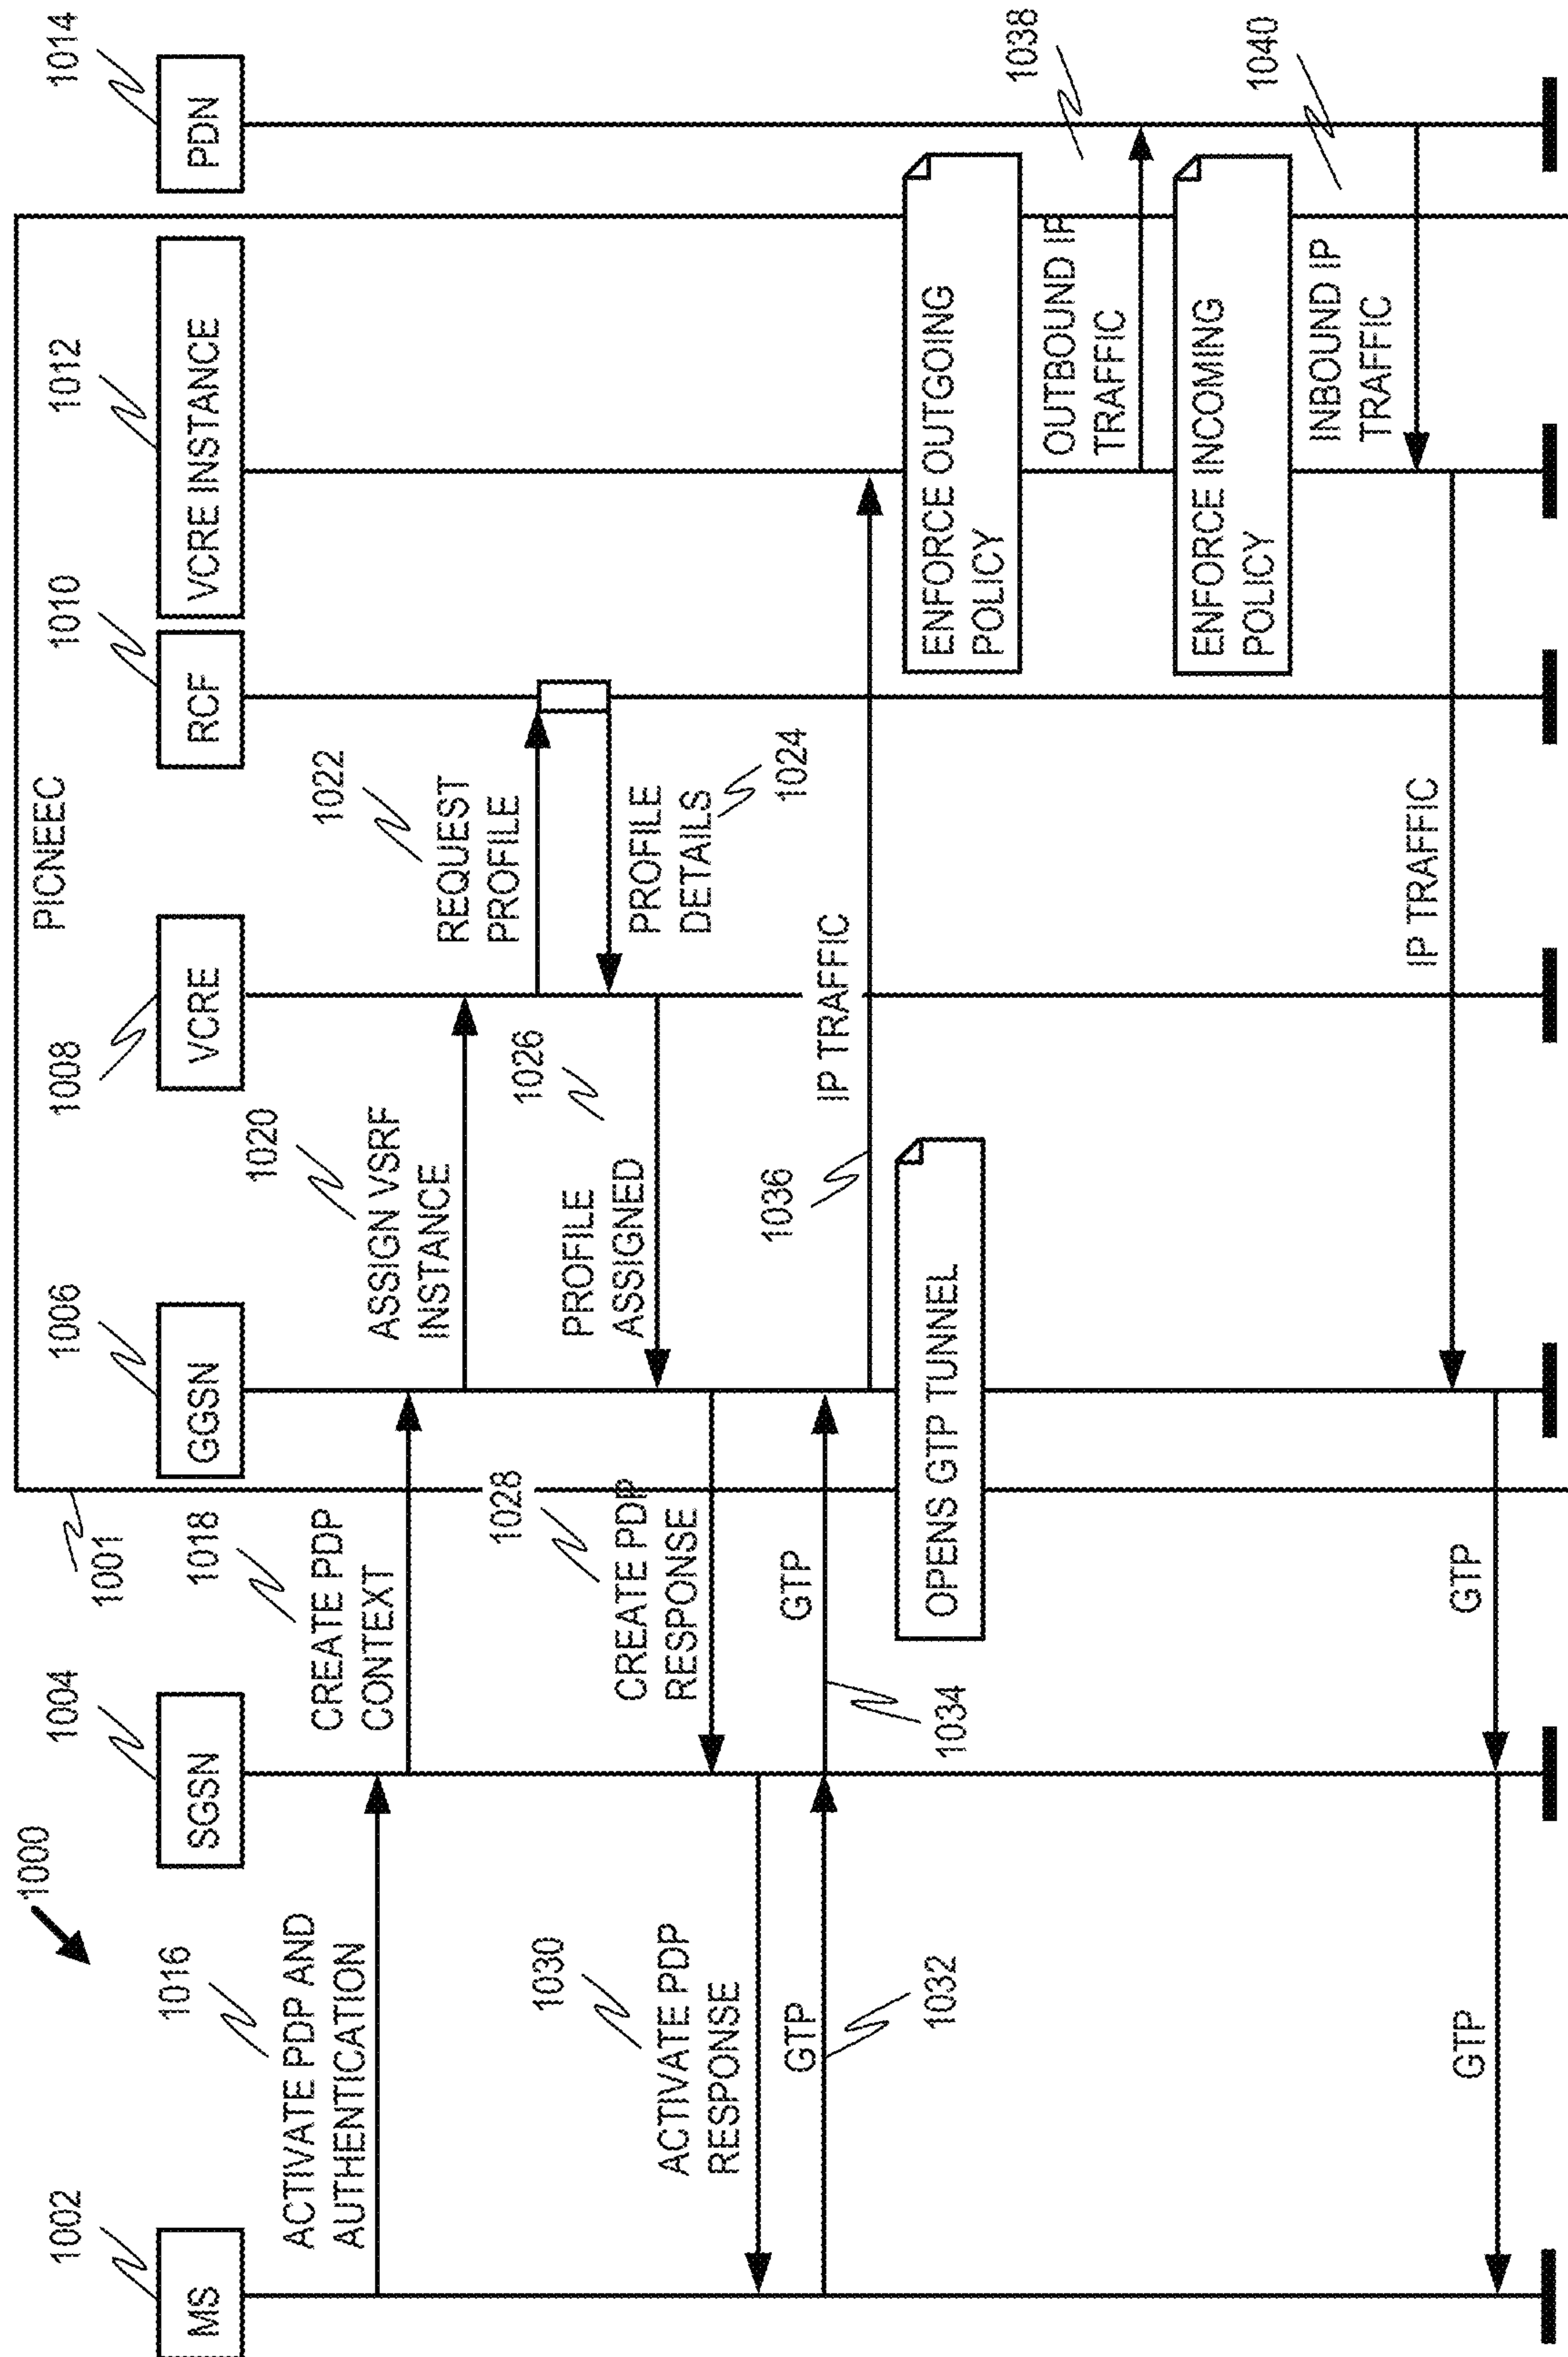 1000
PICNEEC
1001
1002
1004
1006
1008
1010
1012
1014
MS
SGSN
GGSN
VCRE
RCF
VCRE INSTANCE
PDN
1016
ACTIVATE PDP AND
AUTHENTICATION
1018
CREATE PDP
CONTEXT
1020
ASSIGN VSRF
INSTANCE
1022
REQUEST
PROFILE
PROFILE
DETAILS
1024
1026
PROFILE
ASSIGNED
1028
CREATE PDP
RESPONSE
1030
ACTIVATE PDP
RESPONSE
GTP
1032
GTP
1034
IP TRAFFIC
1036
OPENS GTP TUNNEL
ENFORCE OUTGOING
POLICY
OUTBOUND IP
TRAFFIC
1038
ENFORCE INCOMING
POLICY
INBOUND IP
TRAFFIC
1040
IP TRAFFIC
GTP
GTP